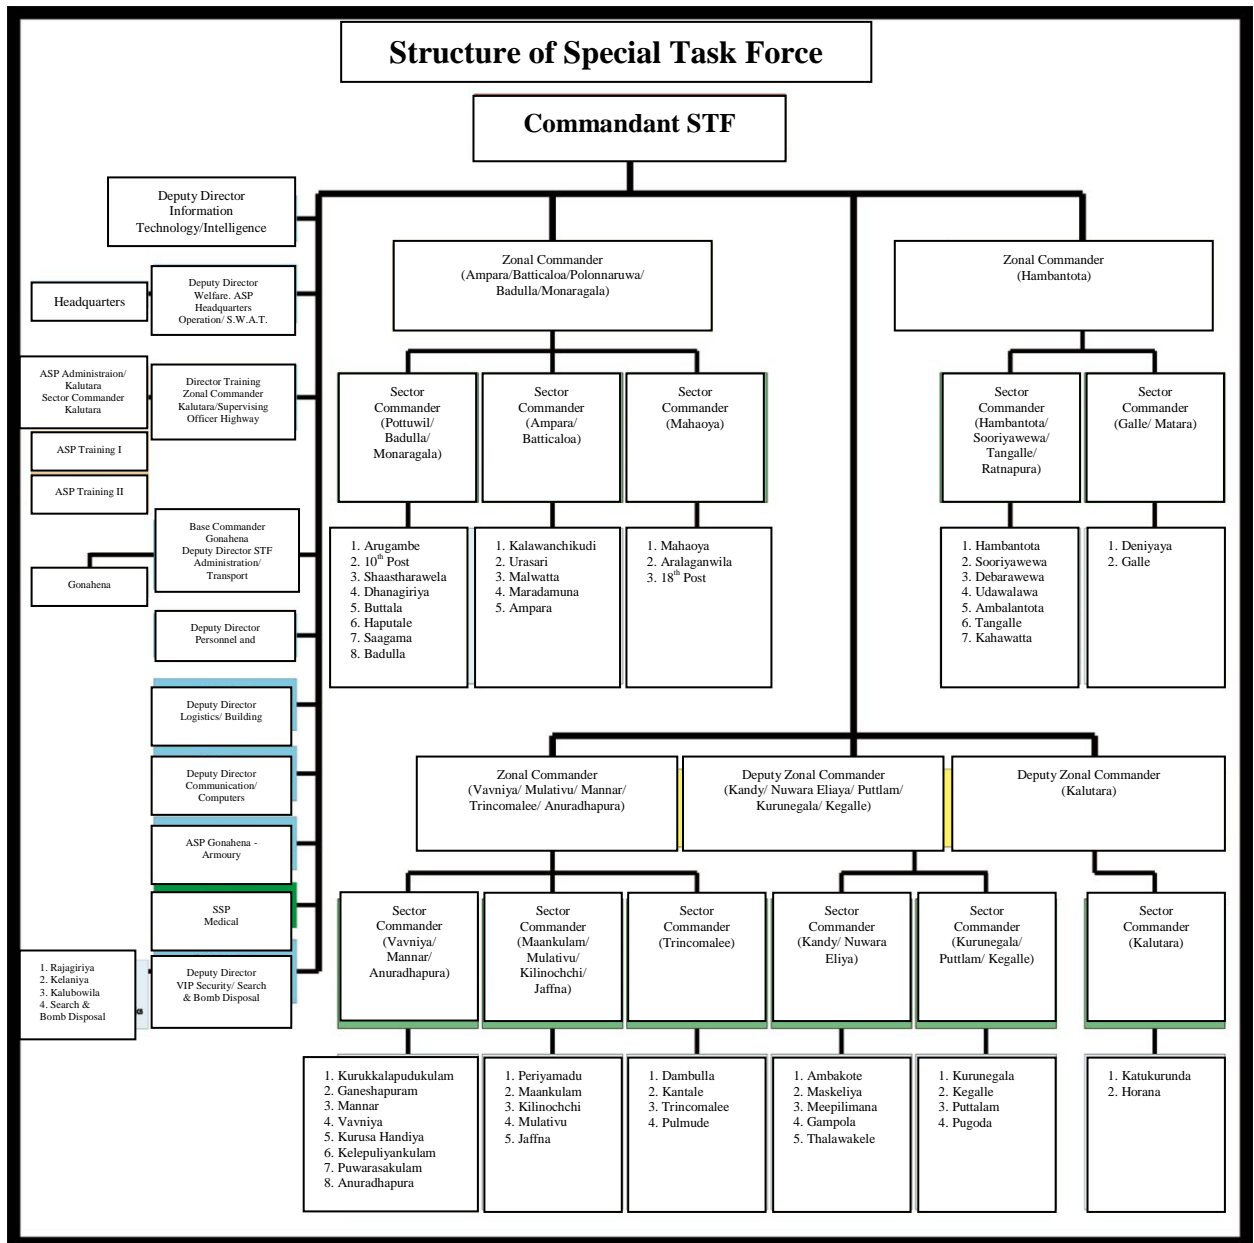 Structure of Special Task Force
Commandant STF
Deputy Director
Information
Technology/Intelligence
Headquarters
Deputy Director
Welfare. ASP
Headquarters
Operation/ S.W.A.T.
ASP Administraion/
Kalutara
Sector Commander
Kalutara
Director Training
Zonal Commander
Kalutara/Supervising
Officer Highway
ASP Training I
ASP Training II
Base Commander
Gonahena
Deputy Director STF
Administration/
Transport
Gonahena
Deputy Director
Personnel and
Deputy Director
Logistics/ Building
Deputy Director
Communication/
Computers
ASP Gonahena -
Armoury
SSP
Medical
1. Rajagiriya
2. Kelaniya
3. Kalubowila
4. Search &
Bomb Disposal
Deputy Director
VIP Security/ Search
& Bomb Disposal
Zonal Commander
(Ampara/Batticaloa/Polonnaruwa/
Badulla/Monaragala)
Sector
Commander
(Pottuwil/
Badulla/
Monaragala)
Sector
Commander
(Ampara/
Batticaloa)
Sector
Commander
(Mahaoya)
1. Arugambe
2. 10th Post
3. Shaastharawela
4. Dhanagiriya
5. Buttala
6. Haputale
7. Saagama
8. Badulla
1. Kalawanchikudi
2. Urasari
3. Malwatta
4. Maradamuna
5. Ampara
1. Mahaoya
2. Aralaganwila
3. 18th Post
Zonal Commander
(Hambantota)
Sector
Commander
(Hambantota/
Sooriyawewa/
Tangalle/
Ratnapura)
Sector
Commander
(Galle/ Matara)
1. Hambantota
2. Sooriyawewa
3. Debarawewa
4. Udawalawa
5. Ambalantota
6. Tangalle
7. Kahawatta
1. Deniyaya
2. Galle
Zonal Commander
(Vavniya/ Mulativu/ Mannar/
Trincomalee/ Anuradhapura)
Deputy Zonal Commander
(Kandy/ Nuwara Eliaya/ Puttlam/
Kurunegala/ Kegalle)
Deputy Zonal Commander
(Kalutara)
Sector
Commander
(Vavniya/
Mannar/
Anuradhapura)
Sector
Commander
(Maankulam/
Mulativu/
Kilinochchi/
Jaffna)
Sector
Commander
(Trincomalee)
Sector
Commander
(Kandy/ Nuwara
Eliya)
Sector
Commander
(Kurunegala/
Puttlam/ Kegalle)
Sector
Commander
(Kalutara)
1. Kurukkalapudukulam
2. Ganeshapuram
3. Mannar
4. Vavniya
5. Kurusa Handiya
6. Kelepuliyankulam
7. Puwarasakulam
8. Anuradhapura
1. Periyamadu
2. Maankulam
3. Kilinochchi
4. Mulativu
5. Jaffna
1. Dambulla
2. Kantale
3. Trincomalee
4. Pulmude
1. Ambakote
2. Maskeliya
3. Meepilimana
4. Gampola
5. Thalawakele
1. Kurunegala
2. Kegalle
3. Puttalam
4. Pugoda
1. Katukurunda
2. Horana